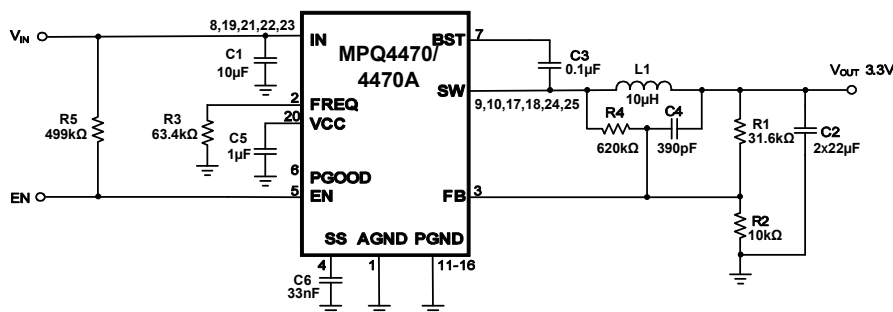 8,19,21,22,23
7
VIN
IN
BST
MPQ4470/
4470A
C1
10µF
C3
0.1µF
SW
9,10,17,18,24,25
L1
10µH
VOUT 3.3V
2
FREQ
20
VCC
R5
499kΩ
R3
63.4kΩ
C5
1µF
R4
620kΩ
C4
390pF
R1
31.6kΩ
C2
2x22µF
6
PGOOD
EN
5
EN
FB
3
R2
10kΩ
SS
AGND
PGND
4
1
11-16
C6
33nF